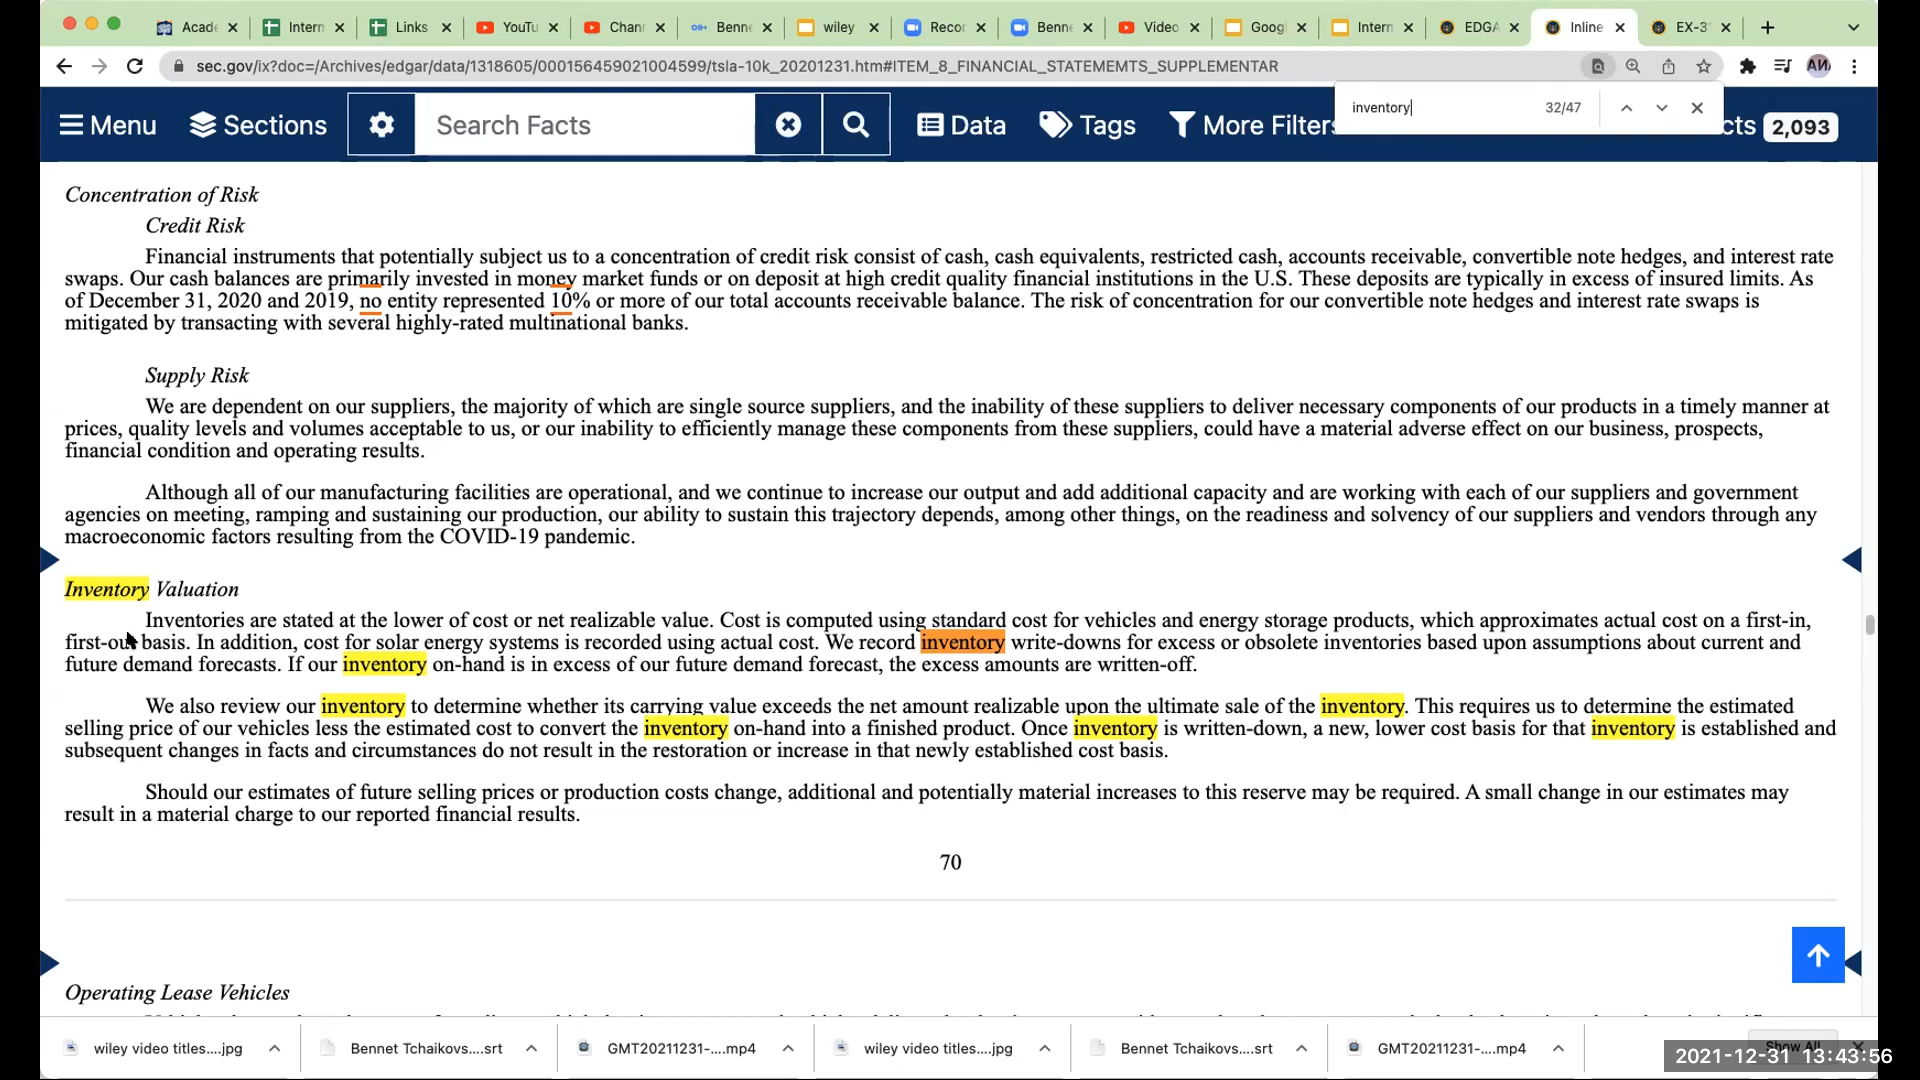 Acade
Intern
Links
YouTu
Chann
Benne
wiley
Recor
Benne
Video
Goog
Intern
EDGA
Inline
EX-31
sec.gov/ix?doc=/Archives/edgar/data/1318605/000156459021004599/tsla-10k_20201231.htm#ITEM_8_FINANCIAL_STATEMEMTS_SUPPLEMENTAR
inventory 32/47
Menu Sections Search Facts Data Tags More Filters cts 2,093
Concentration of Risk
Credit Risk
Financial instruments that potentially subject us to a concentration of credit risk consist of cash, cash equivalents, restricted cash, accounts receivable, convertible note hedges, and interest rate
swaps. Our cash balances are primarily invested in money market funds or on deposit at high credit quality financial institutions in the U.S. These deposits are typically in excess of insured limits. As
of December 31, 2020 and 2019, no entity represented 10% or more of our total accounts receivable balance. The risk of concentration for our convertible note hedges and interest rate swaps is
mitigated by transacting with several highly-rated multinational banks.
Supply Risk
We are dependent on our suppliers, the majority of which are single source suppliers, and the inability of these suppliers to deliver necessary components of our products in a timely manner at
prices, quality levels and volumes acceptable to us, or our inability to efficiently manage these components from these suppliers, could have a material adverse effect on our business, prospects,
financial condition and operating results.
Although all of our manufacturing facilities are operational, and we continue to increase our output and add additional capacity and are working with each of our suppliers and government
agencies on meeting, ramping and sustaining our production, our ability to sustain this trajectory depends, among other things, on the readiness and solvency of our suppliers and vendors through any
macroeconomic factors resulting from the COVID-19 pandemic.
Inventory Valuation
Inventories are stated at the lower of cost or net realizable value. Cost is computed using standard cost for vehicles and energy storage products, which approximates actual cost on a first-in,
first-out basis. In addition, cost for solar energy systems is recorded using actual cost. We record inventory write-downs for excess or obsolete inventories based upon assumptions about current and
future demand forecasts. If our inventory on-hand is in excess of our future demand forecast, the excess amounts are written-off.
We also review our inventory to determine whether its carrying value exceeds the net amount realizable upon the ultimate sale of the inventory. This requires us to determine the estimated
selling price of our vehicles less the estimated cost to convert the inventory on-hand into a finished product. Once inventory is written-down, a new, lower cost basis for that inventory is established and
subsequent changes in facts and circumstances do not result in the restoration or increase in that newly established cost basis.
Should our estimates of future selling prices or production costs change, additional and potentially material increases to this reserve may be required. A small change in our estimates may
result in a material charge to our reported financial results.
70
Operating Lease Vehicles
wiley video titles....jpg
Bennet Tchaikovs....srt
GMT20211231-....mp4
wiley video titles....jpg
Bennet Tchaikovs....srt
GMT20211231-....mp4
Show All
2021-12-31 13:43:56